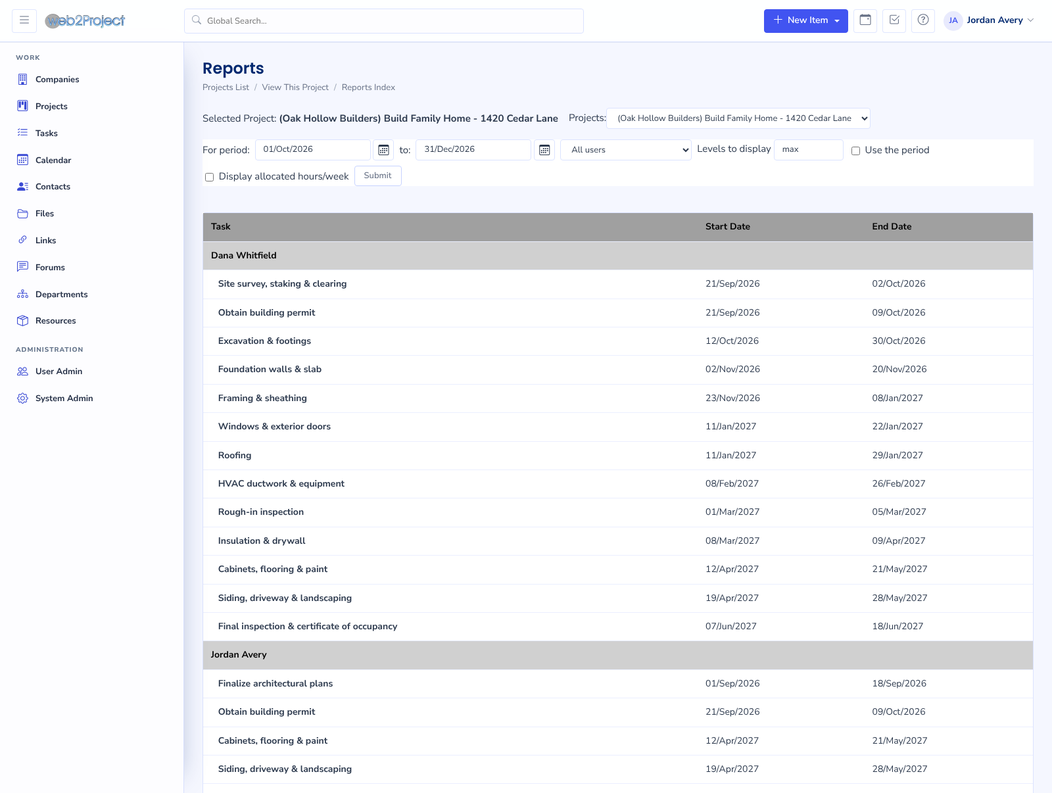 web2Project
Global Search...
New Item
JA
Jordan Avery
WORK
Companies
Projects
Tasks
Calendar
Contacts
Files
Links
Forums
Departments
Resources
ADMINISTRATION
User Admin
System Admin
Reports
Projects List / View This Project / Reports Index
Selected Project: (Oak Hollow Builders) Build Family Home - 1420 Cedar Lane Projects: (Oak Hollow Builders) Build Family Home - 1420 Cedar Lane
For period: 01/Oct/2026 to: 31/Dec/2026 All users Levels to display max Use the period
Display allocated hours/week Submit
Task Start Date End Date
Dana Whitfield
Site survey, staking & clearing 21/Sep/2026 02/Oct/2026
Obtain building permit 21/Sep/2026 09/Oct/2026
Excavation & footings 12/Oct/2026 30/Oct/2026
Foundation walls & slab 02/Nov/2026 20/Nov/2026
Framing & sheathing 23/Nov/2026 08/Jan/2027
Windows & exterior doors 11/Jan/2027 22/Jan/2027
Roofing 11/Jan/2027 29/Jan/2027
HVAC ductwork & equipment 08/Feb/2027 26/Feb/2027
Rough-in inspection 01/Mar/2027 05/Mar/2027
Insulation & drywall 08/Mar/2027 09/Apr/2027
Cabinets, flooring & paint 12/Apr/2027 21/May/2027
Siding, driveway & landscaping 19/Apr/2027 28/May/2027
Final inspection & certificate of occupancy 07/Jun/2027 18/Jun/2027
Jordan Avery
Finalize architectural plans 01/Sep/2026 18/Sep/2026
Obtain building permit 21/Sep/2026 09/Oct/2026
Cabinets, flooring & paint 12/Apr/2027 21/May/2027
Siding, driveway & landscaping 19/Apr/2027 28/May/2027